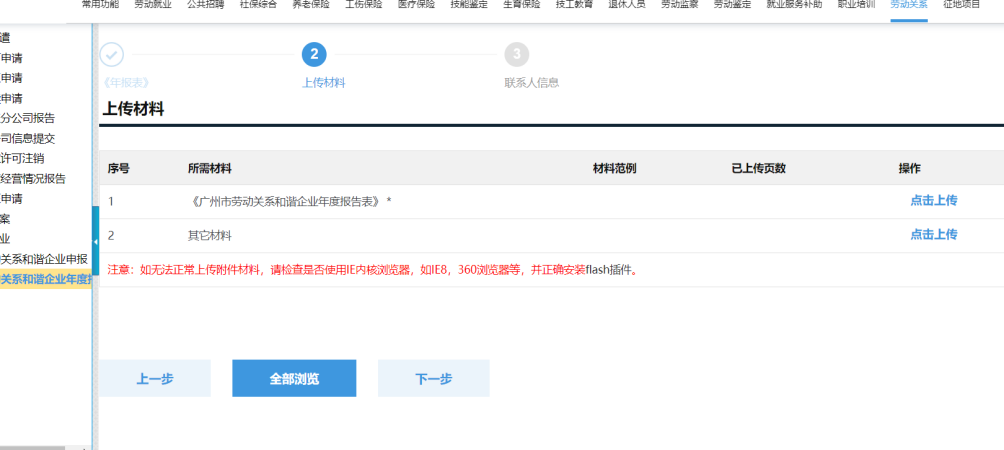 常用功能 劳动就业 公共招聘 社保综合 养老保险 工伤保险 医疗保险 技能鉴定 生育保险 技工教育 退休人员 劳动监察 劳动鉴定 就业服务补助 职业培训 劳动关系 征地项目
遣
申请
申请
申请
分公司报告
司信息提交
许可注销
经营情况报告
申请
案
业
关系和谐企业申报
关系和谐企业年度
2 3
《年报表》 上传材料 联系人信息
上传材料
序号 所需材料 材料范例 已上传页数 操作
1 《广州市劳动关系和谐企业年度报告表》 * 点击上传
2 其它材料 点击上传
注意：如无法正常上传附件材料，请检查是否使用IE内核浏览器，如IE8，360浏览器等，并正确安装flash插件。
上一步 全部浏览 下一步